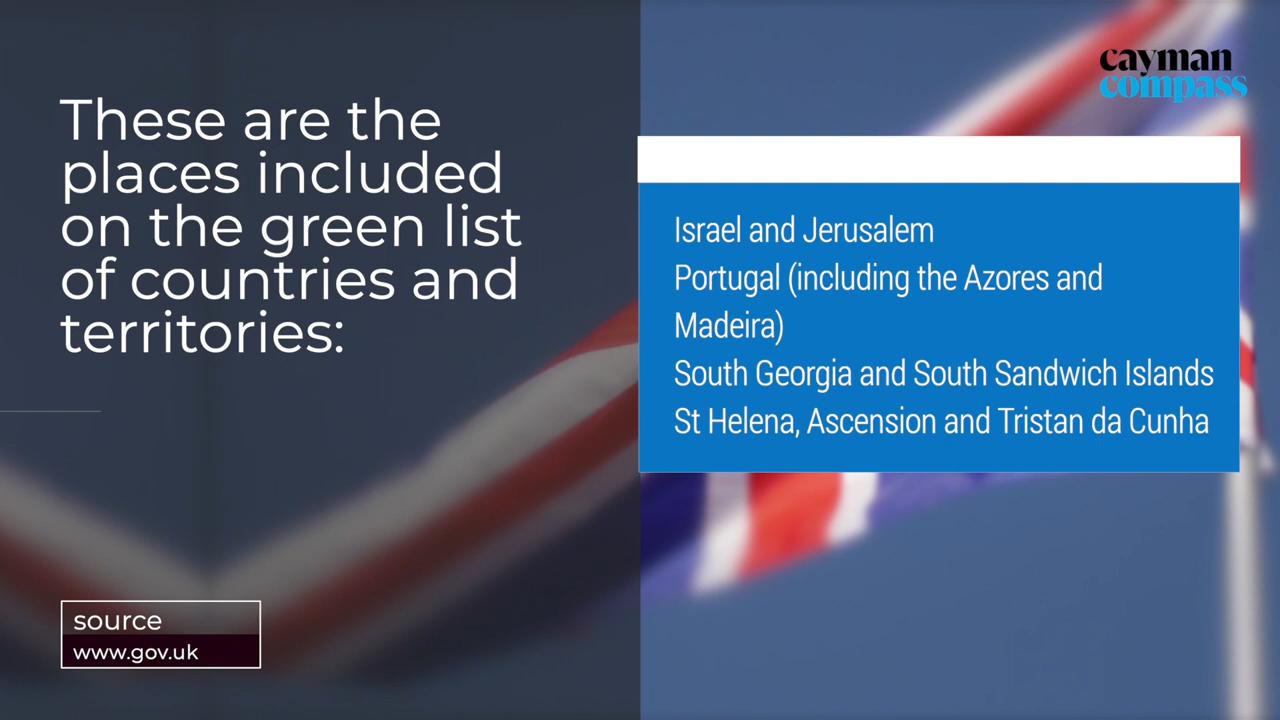 These are the
places included
on the green list
of countries and
territories:
cayman
compass
Israel and Jerusalem
Portugal (including the Azores and
Madeira)
South Georgia and South Sandwich Islands
St Helena, Ascension and Tristan da Cunha
source
www.gov.uk